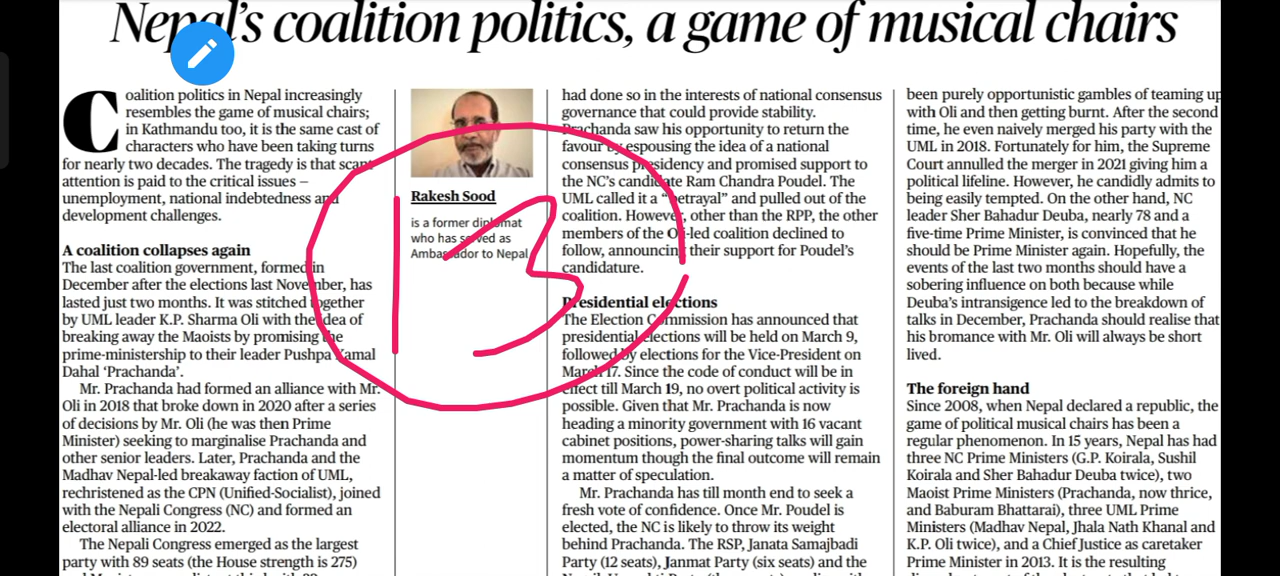 Nepal's coalition politics, a game of musical chairs
Coalition politics in Nepal increasingly
resembles the game of musical chairs;
in Kathmandu too, it is the same cast of
characters who have been taking turns
for nearly two decades. The tragedy is that scant
attention is paid to the critical issues –
unemployment, national indebtedness and
development challenges.
A coalition collapses again
The last coalition government, formed in
December after the elections last November, has
lasted just two months. It was stitched together
by UML leader K.P. Sharma Oli with the idea of
breaking away the Maoists by promising the
prime-ministership to their leader Pushpa Kamal
Dahal ‘Prachanda’.
Mr. Prachanda had formed an alliance with Mr.
Oli in 2018 that broke down in 2020 after a series
of decisions by Mr. Oli (he was then Prime
Minister) seeking to marginalise Prachanda and
other senior leaders. Later, Prachanda and the
Madhav Nepal-led breakaway faction of UML,
rechristened as the CPN (Unified-Socialist), joined
with the Nepali Congress (NC) and formed an
electoral alliance in 2022.
The Nepali Congress emerged as the largest
party with 89 seats (the House strength is 275)
Rakesh Sood
is a former diplomat
who has served as
Ambassador to Nepal
13
had done so in the interests of national consensus
governance that could provide stability.
Prachanda saw his opportunity to return the
favour by espousing the idea of a national
consensus presidency and promised support to
the NC's candidate Ram Chandra Poudel. The
UML called it a “betrayal” and pulled out of the
coalition. However, other than the RPP, the other
members of the Oli-led coalition declined to
follow, announcing their support for Poudel’s
candidature.
Presidential elections
The Election Commission has announced that
presidential elections will be held on March 9,
followed by elections for the Vice-President on
March 17. Since the code of conduct will be in
effect till March 19, no overt political activity is
possible. Given that Mr. Prachanda is now
heading a minority government with 16 vacant
cabinet positions, power-sharing talks will gain
momentum though the final outcome will remain
a matter of speculation.
Mr. Prachanda has till month end to seek a
fresh vote of confidence. Once Mr. Poudel is
elected, the NC is likely to throw its weight
behind Prachanda. The RSP, Janata Samajbadi
Party (12 seats), Janmat Party (six seats) and the
been purely opportunistic gambles of teaming up
with Oli and then getting burnt. After the second
time, he even naively merged his party with the
UML in 2018. Fortunately for him, the Supreme
Court annulled the merger in 2021 giving him a
political lifeline. However, he candidly admits to
being easily tempted. On the other hand, NC
leader Sher Bahadur Deuba, nearly 78 and a
five-time Prime Minister, is convinced that he
should be Prime Minister again. Hopefully, the
events of the last two months should have a
sobering influence on both because while
Deuba's intransigence led to the breakdown of
talks in December, Prachanda should realise that
his bromance with Mr. Oli will always be short
lived.
The foreign hand
Since 2008, when Nepal declared a republic, the
game of political musical chairs has been a
regular phenomenon. In 15 years, Nepal has had
three NC Prime Ministers (G.P. Koirala, Sushil
Koirala and Sher Bahadur Deuba twice), two
Maoist Prime Ministers (Prachanda, now thrice,
and Baburam Bhattarai), three UML Prime
Ministers (Madhav Nepal, Jhala Nath Khanal and
K.P. Oli twice), and a Chief Justice as caretaker
Prime Minister in 2013. It is the resulting